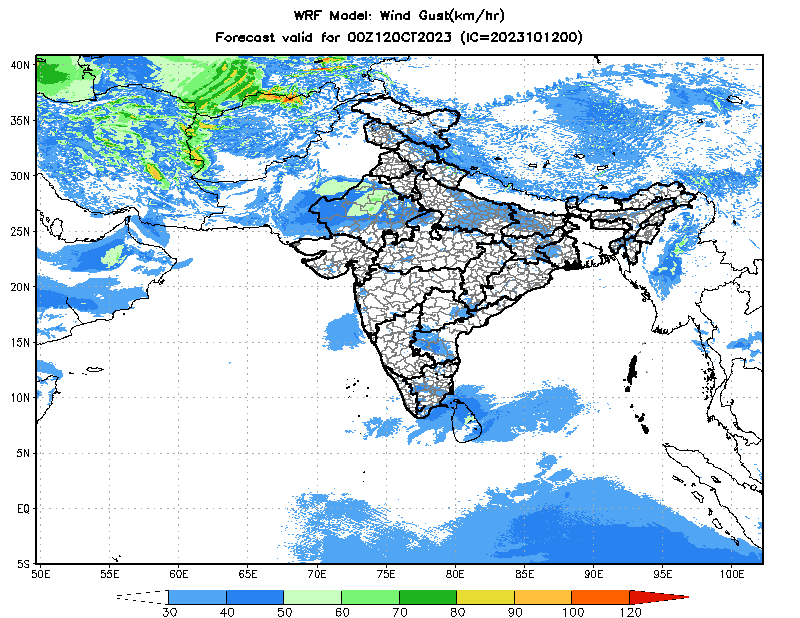 WRF Model: Wind Gust(km/hr)
Forecast valid for 00Z12OCT2023 (IC=2023101200)
40N
35N
30N
25N
20N
15N
10N
5N
EQ
5S
50E 55E 60E 65E 70E 75E 80E 85E 90E 95E 100E
30 40 50 60 70 80 90 100 120